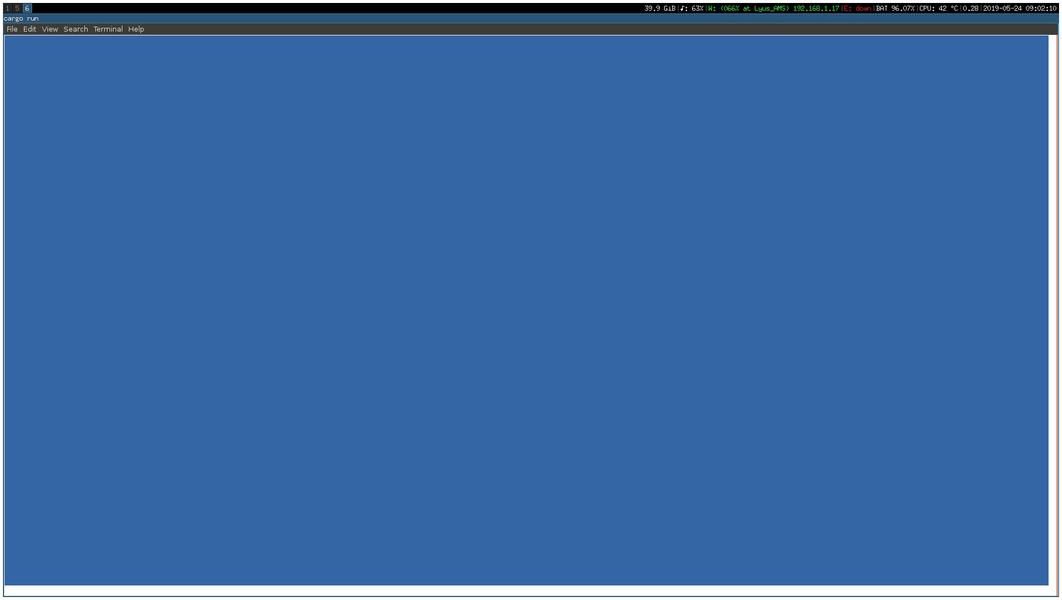 1 5 6 39.9 GiB|♪: 63%|W: (066% at Lyus_AMS) 192.168.1.17|E: down|BAT 96.07%|CPU: 42 °C|0.28|2019-05-24 09:02:10
cargo run
File Edit View Search Terminal Help